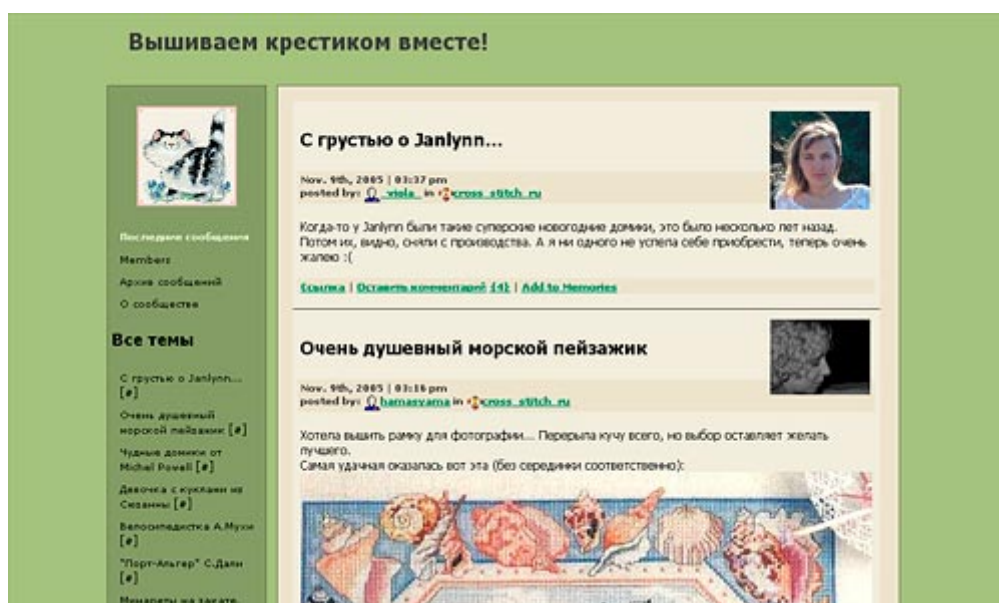 Вышиваем крестиком вместе!
Последние сообщения
Members
Архив сообщений
О сообществе
Все темы
С грустью о Janlynn...
[#]
Очень душевный
морской пейзажик [#]
Чудные домики от
Michel Powell [#]
Девочка с куклами из
Сюзанны [#]
Велосипедистка А.Мухи
[#]
"Порт-Альгер" С.Дали
[#]
Минареты на закате.
С грустью о Janlynn...
Nov. 9th, 2005 | 03:37 pm
posted by: _viola_ in cross_stitch_ru
Когда-то у Janlynn были такие суперские новогодние домики, это было несколько лет назад.
Потом их, видно, сняли с производства. А я ни одного не успела себе приобрести, теперь очень
жалею :(
Ссылка | Оставить комментарий {4} | Add to Memories
Очень душевный морской пейзажик
Nov. 9th, 2005 | 03:16 pm
posted by: hamasyama in cross_stitch_ru
Хотела вышить рамку для фотографии... Перерыла кучу всего, но выбор оставляет желать
лучшего.
Самая удачная оказалась вот эта (без серединки соответственно):